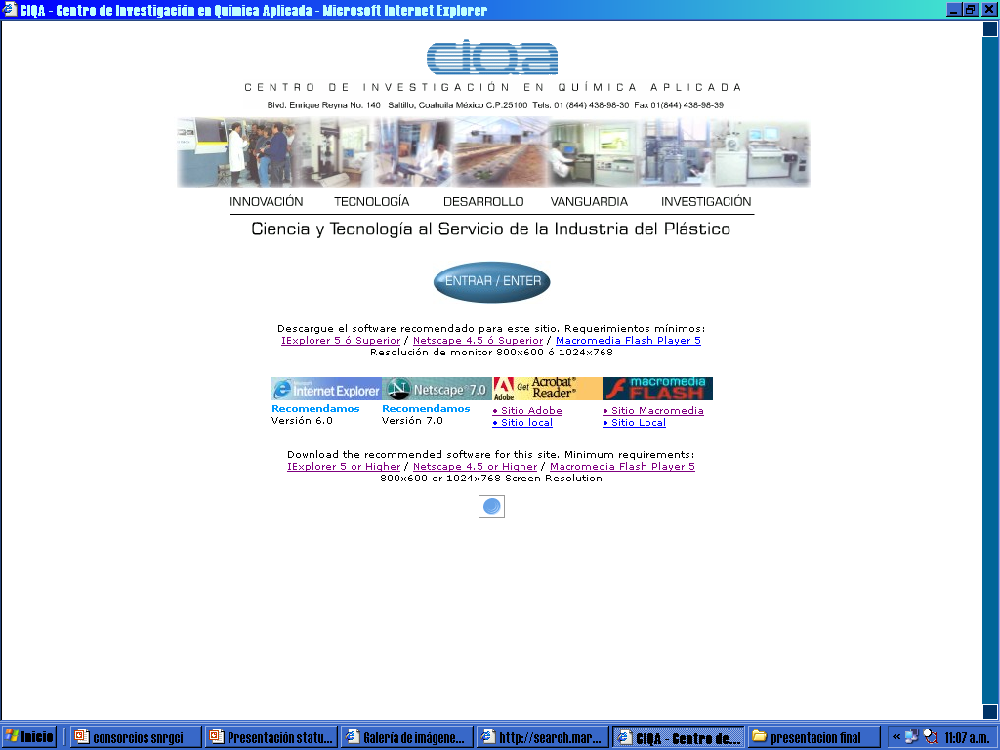 CIQA - Centro de Investigación en Química Aplicada - Microsoft Internet Explorer
ciqa
CENTRO DE INVESTIGACIÓN EN QUÍMICA APLICADA
Blvd. Enrique Reyna No. 140 Saltillo, Coahuila México C.P.25100 Tels. 01 (844) 438-98-30 Fax 01(844) 438-98-39
INNOVACIÓN TECNOLOGÍA DESARROLLO VANGUARDIA INVESTIGACIÓN
Ciencia y Tecnología al Servicio de la Industria del Plástico
ENTRAR / ENTER
Descargue el software recomendado para este sitio. Requerimientos mínimos:
IExplorer 5 ó Superior / Netscape 4.5 ó Superior / Macromedia Flash Player 5
Resolución de monitor 800x600 ó 1024x768
Microsoft Internet Explorer N Netscape® 7.0 Adobe Get Acrobat® Reader® macromedia FLASH
Recomendamos Recomendamos • Sitio Adobe • Sitio Macromedia
Versión 6.0 Versión 7.0 • Sitio local • Sitio Local
Download the recommended software for this site. Minimum requirements:
IExplorer 5 or Higher / Netscape 4.5 or Higher / Macromedia Flash Player 5
800x600 or 1024x768 Screen Resolution
Inicio consorcios snrgci Presentación statu... Galería de imágene... http://search.mar... CIQA - Centro de... presentacion final « 11:07 a.m.